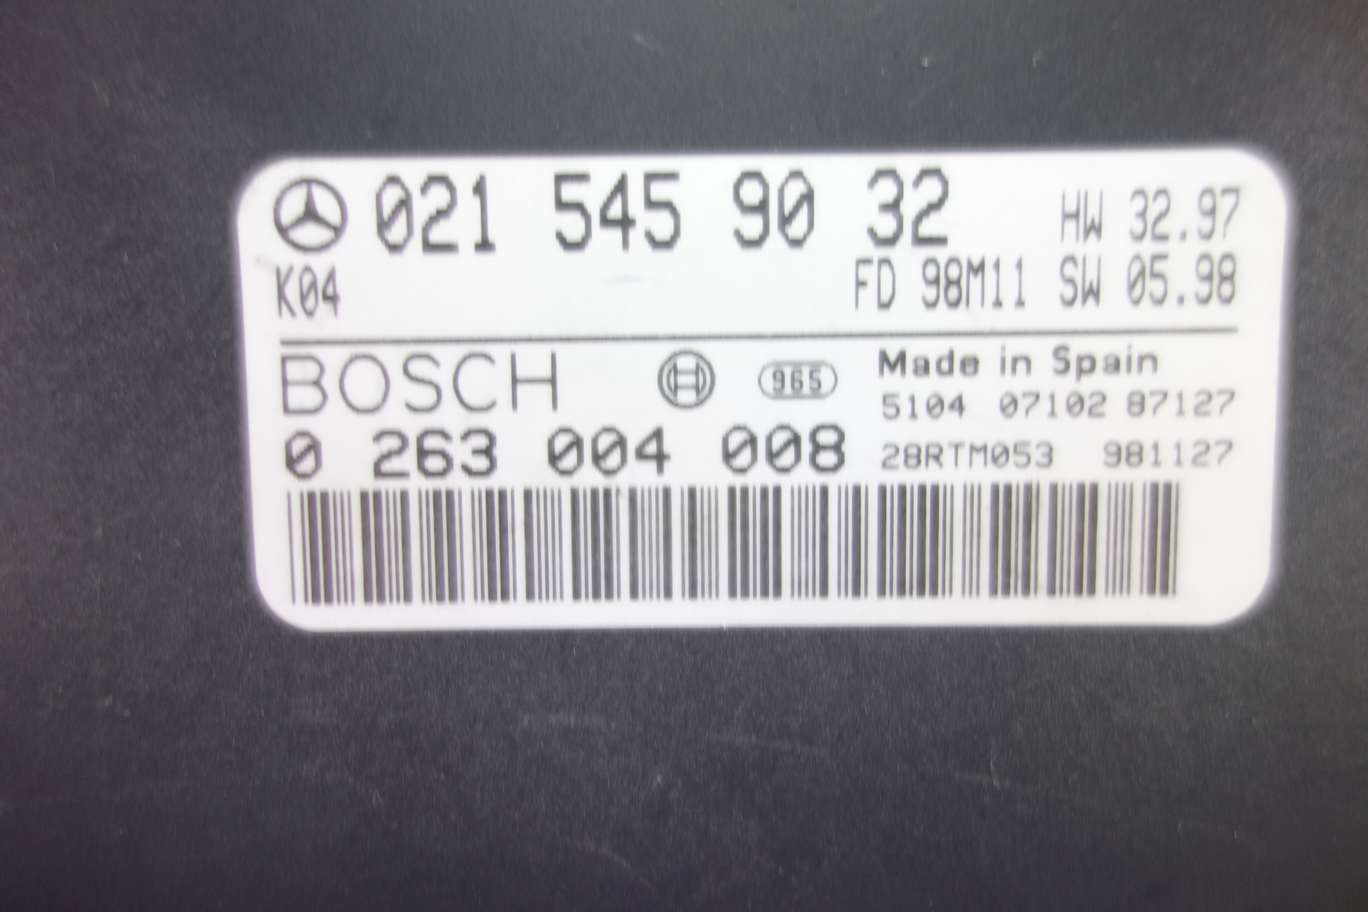 021 545 90 32 HW 32.97
K04 FD 98M11 SW 05.98
BOSCH 965 Made in Spain
5104 07102 87127
0 263 004 008 28RTM053 981127